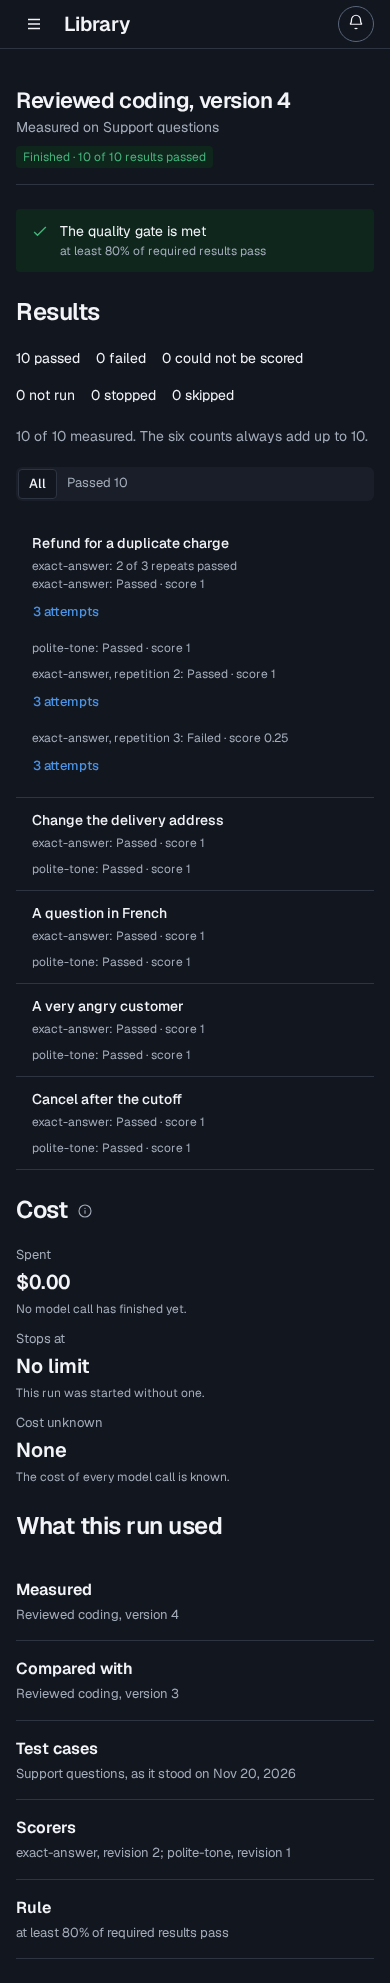 Library
Reviewed coding, version 4
Measured on Support questions
Finished · 10 of 10 results passed
The quality gate is met
at least 80% of required results pass
Results
10 passed 0 failed 0 could not be scored
0 not run 0 stopped 0 skipped
10 of 10 measured. The six counts always add up to 10.
All Passed 10
Refund for a duplicate charge
exact-answer: 2 of 3 repeats passed
exact-answer: Passed · score 1
3 attempts
polite-tone: Passed · score 1
exact-answer, repetition 2: Passed · score 1
3 attempts
exact-answer, repetition 3: Failed · score 0.25
3 attempts
Change the delivery address
exact-answer: Passed · score 1
polite-tone: Passed · score 1
A question in French
exact-answer: Passed · score 1
polite-tone: Passed · score 1
A very angry customer
exact-answer: Passed · score 1
polite-tone: Passed · score 1
Cancel after the cutoff
exact-answer: Passed · score 1
polite-tone: Passed · score 1
Cost
Spent
$0.00
No model call has finished yet.
Stops at
No limit
This run was started without one.
Cost unknown
None
The cost of every model call is known.
What this run used
Measured
Reviewed coding, version 4
Compared with
Reviewed coding, version 3
Test cases
Support questions, as it stood on Nov 20, 2026
Scorers
exact-answer, revision 2; polite-tone, revision 1
Rule
at least 80% of required results pass